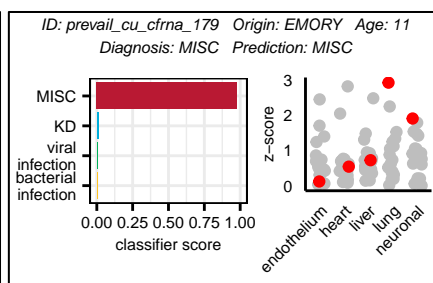 ID: prevail_cu_cfrna_179 Origin: EMORY Age: 11
Diagnosis: MISC Prediction: MISC
MISC
KD
viral
infection
bacterial
infection
0.00 0.25 0.50 0.75 1.00
classifier score
z−score
3
2
1
0
endothelium
heart
liver
lung
neuronal